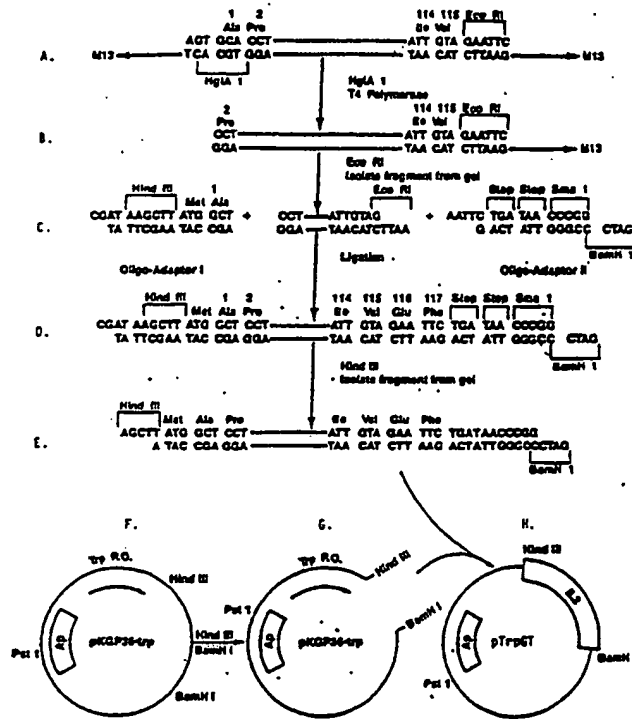 1 2 114 115 Eco RI
Ala Pro Ile Val
AGT GCA CCT ATT GTA GAATTC
A. M13 TCA CGT GGA TAA CAT CTTAAG M13
HgiA 1
HgiA 1
T4 Polymerase
2 114 115 Eco RI
Pro Ile Val
CCT ATT GTA GAATTC
B. GGA TAA CAT CTTAAG M13
Eco RI
Isolate fragment from gel
Hind III 1 Eco RI Stop Stop Sma 1
Met Ala
CGAT AAGCTT ATG GCT + CCT ATTGTAG + AATTC TGA TAA CCCGG
C. TA TTCGAA TAC CGA GGA TAACATCTTAA G ACT ATT GGGCC CTAG
BamH 1
Oligo-Adaptor I Ligation Oligo-Adaptor II
Hind III 1 2 114 115 116 117 Stop Stop Sma 1
Met Ala Pro Ile Val Glu Phe
CGAT AAGCTT ATG GCT CCT ATT GTA GAA TTC TGA TAA CCCGG
D. TA TTCGAA TAC CGA GGA TAA CAT CTT AAG ACT ATT GGGCC CTAG
BamH 1
Hind III
Isolate fragment from gel
Hind III Met Ala Pro Ile Val Glu Phe
AGCTT ATG GCT CCT ATT GTA GAA TTC TGATAACCCGG
E. A TAC CGA GGA TAA CAT CTT AAG ACTATTGGGCCCTAG
BamH 1
F. G. H.
Trp P.O. Hind III Trp P.O. Hind III Hind III
IL2
Pst 1 BamH I
Ap pKGP36-trp Hind III Ap pKGP36-trp Ap pTrpGT
Pst 1 BamH I BamH
BamH I Pst 1